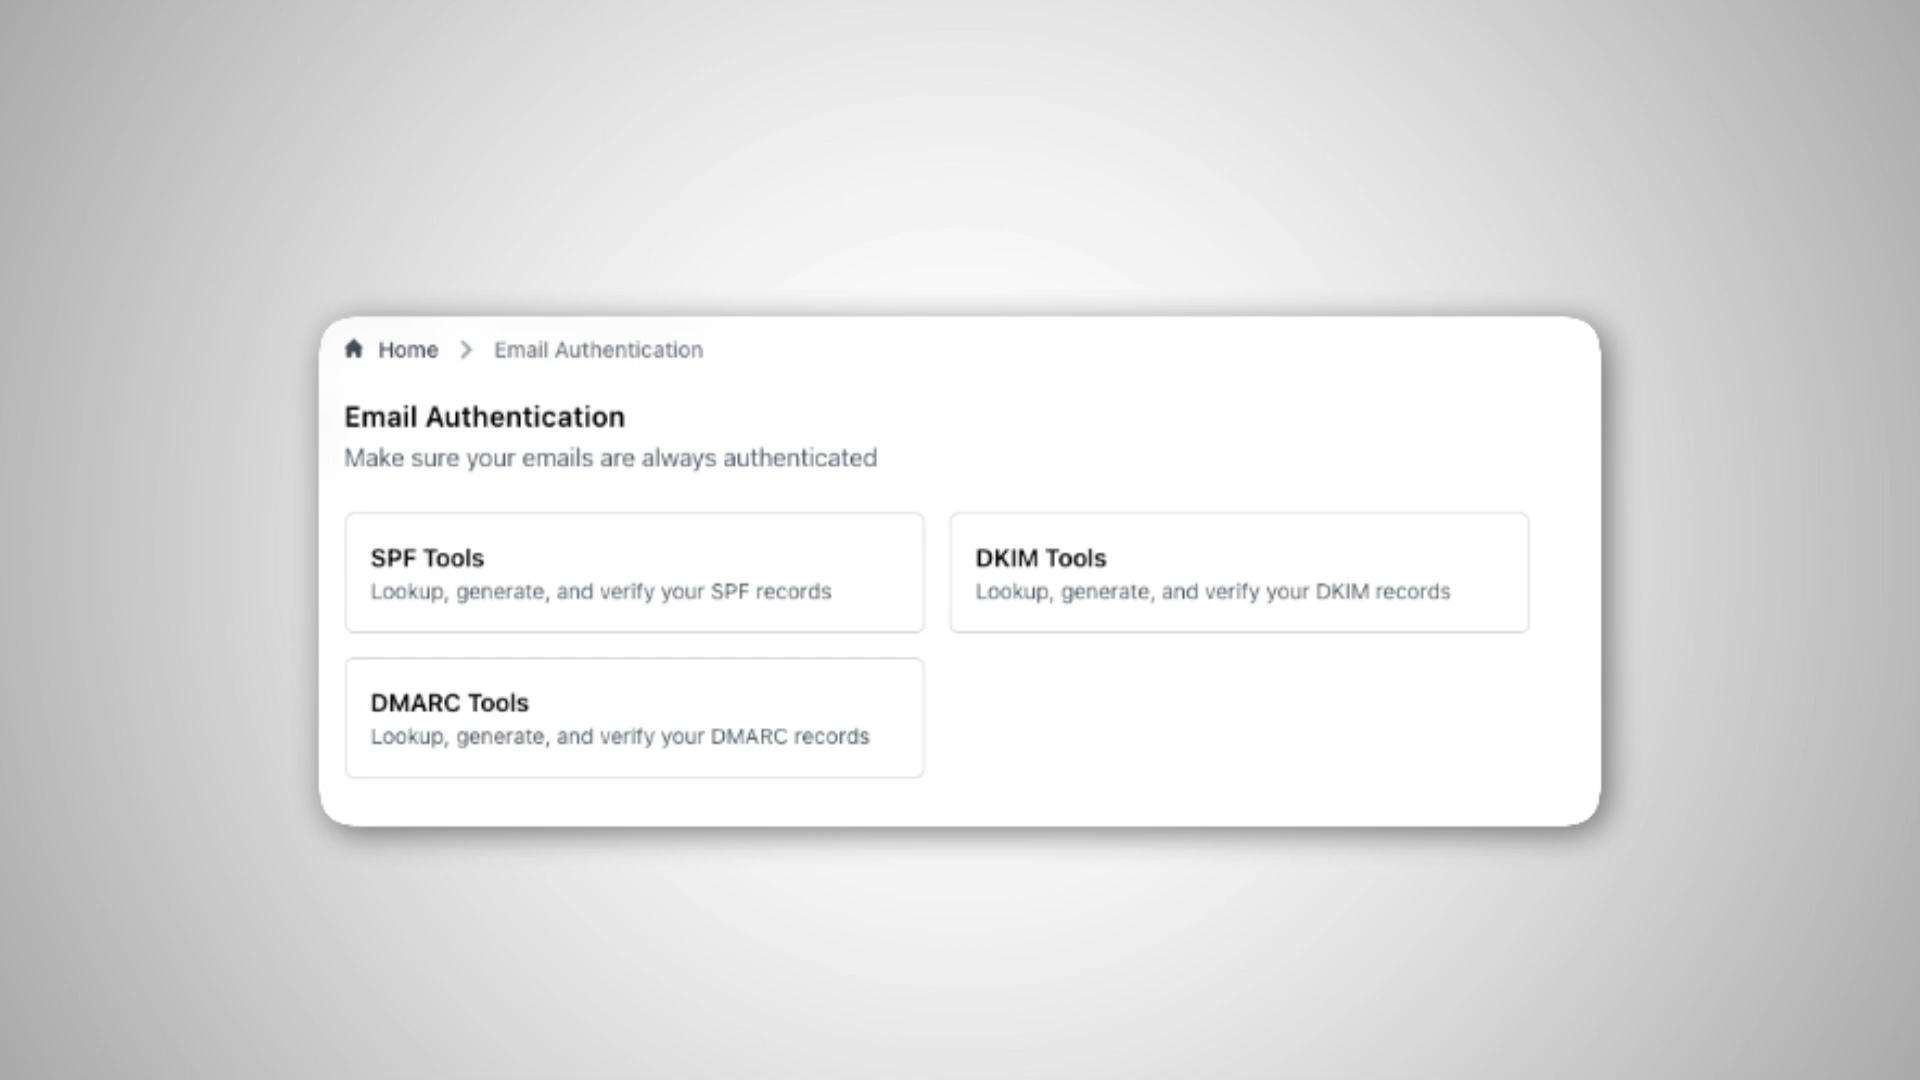 Home > Email Authentication
Email Authentication
Make sure your emails are always authenticated
SPF Tools
Lookup, generate, and verify your SPF records
DKIM Tools
Lookup, generate, and verify your DKIM records
DMARC Tools
Lookup, generate, and verify your DMARC records